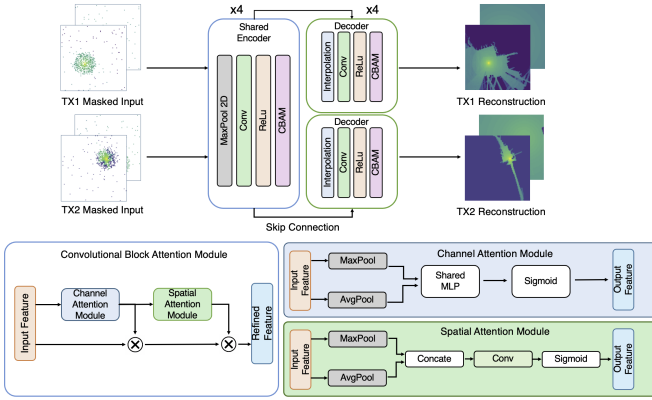 x4
x4
Shared
Encoder
Decoder
MaxPool 2D
Conv
ReLu
CBAM
Interpolation
Conv
ReLu
CBAM
TX1 Masked Input
TX1 Reconstruction
Decoder
Interpolation
Conv
ReLu
CBAM
TX2 Masked Input
TX2 Reconstruction
Skip Connection
Convolutional Block Attention Module
Input Feature
Channel
Attention
Module
Spatial
Attention
Module
Refined
Feature
Channel Attention Module
Input
Feature
MaxPool
AvgPool
Shared
MLP
Sigmoid
Output
Feature
Spatial Attention Module
Input
Feature
MaxPool
AvgPool
Concate
Conv
Sigmoid
Output
Feature